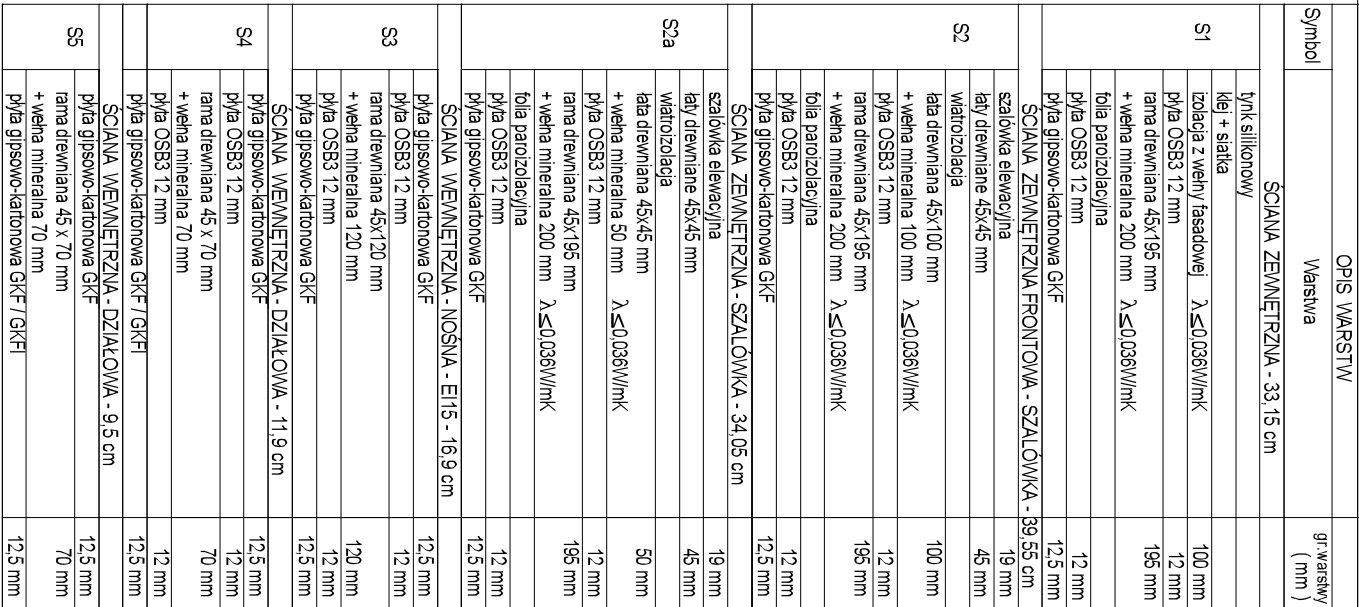 OPIS WARSTW
Symbol Warstwa gr.warstwy ( mm )
ŚCIANA ZEWNĘTRZNA - 33,15 cm
S1
tynk silikonowy
klej + siatka
izolacja z wełny fasadowej λ≤0,036W/mK 100 mm
płyta OSB3 12 mm 12 mm
rama drewniana 45x195 mm 195 mm
+ wełna mineralna 200 mm λ≤0,036W/mK
folia paroizolacyjna
płyta OSB3 12 mm 12 mm
płyta gipsowo-kartonowa GKF 12,5 mm
ŚCIANA ZEWNĘTRZNA FRONTOWA - SZALÓWKA - 39,55 cm
S2
szalówka elewacyjna 19 mm
łaty drewniane 45x45 mm 45 mm
wiatroizolacja
łata drewniana 45x100 mm 100 mm
+ wełna mineralna 100 mm λ≤0,036W/mK
płyta OSB3 12 mm 12 mm
rama drewniana 45x195 mm 195 mm
+ wełna mineralna 200 mm λ≤0,036W/mK
folia paroizolacyjna
płyta OSB3 12 mm 12 mm
płyta gipsowo-kartonowa GKF 12,5 mm
ŚCIANA ZEWNĘTRZNA - SZALÓWKA - 34,05 cm
S2a
szalówka elewacyjna 19 mm
łaty drewniane 45x45 mm 45 mm
wiatroizolacja
łata drewniana 45x45 mm 50 mm
+ wełna mineralna 50 mm λ≤0,036W/mK
płyta OSB3 12 mm 12 mm
rama drewniana 45x195 mm 195 mm
+ wełna mineralna 200 mm λ≤0,036W/mK
folia paroizolacyjna
płyta OSB3 12 mm 12 mm
płyta gipsowo-kartonowa GKF 12,5 mm
ŚCIANA WEWNĘTRZNA - NOŚNA - EI15 - 16,9 cm
S3
płyta gipsowo-kartonowa GKF 12,5 mm
płyta OSB3 12 mm 12 mm
rama drewniana 45x120 mm 120 mm
+ wełna mineralna 120 mm
płyta OSB3 12 mm 12 mm
płyta gipsowo-kartonowa GKF 12,5 mm
ŚCIANA WEWNĘTRZNA - DZIAŁOWA - 11,9 cm
S4
płyta gipsowo-kartonowa GKF 12,5 mm
płyta OSB3 12 mm 12 mm
rama drewniana 45 x 70 mm 70 mm
+ wełna mineralna 70 mm
płyta OSB3 12 mm 12 mm
płyta gipsowo-kartonowa GKF / GKFI 12,5 mm
ŚCIANA WEWNĘTRZNA - DZIAŁOWA - 9,5 cm
S5
płyta gipsowo-kartonowa GKF 12,5 mm
rama drewniana 45 x 70 mm 70 mm
+ wełna mineralna 70 mm
płyta gipsowo-kartonowa GKF / GKFI 12,5 mm